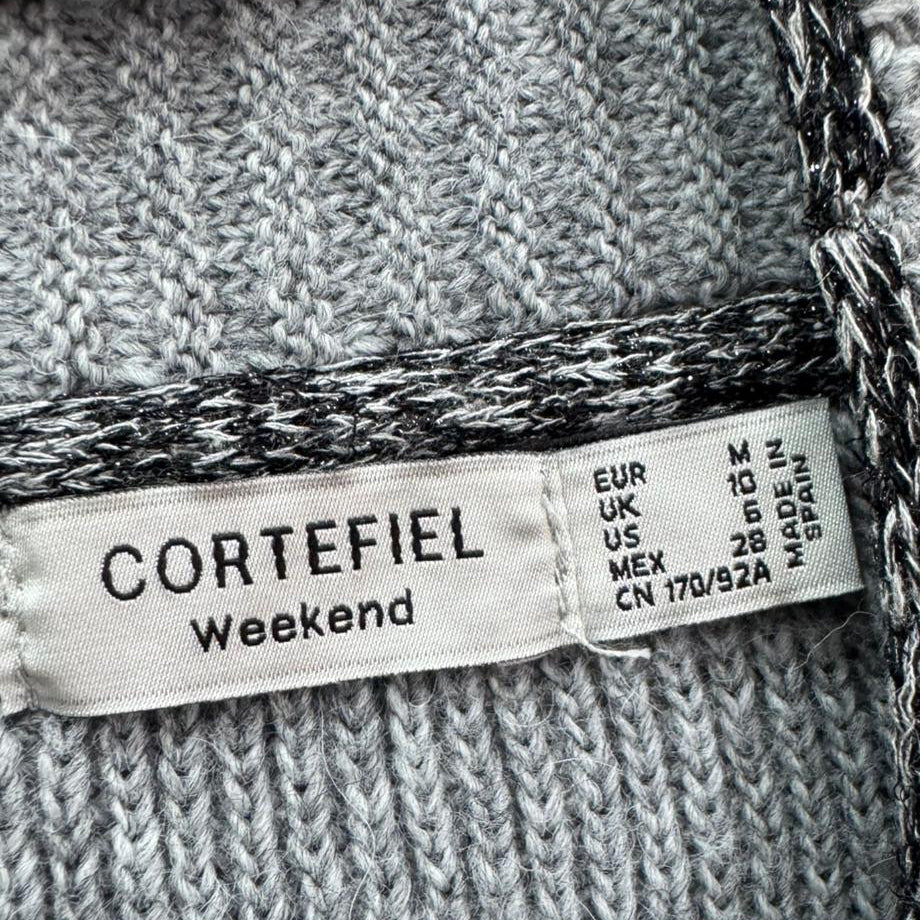 CORTEFIEL
Weekend
EUR M
UK 10
US 6
MEX 28
CN 170/92A
MADE IN
SPAIN